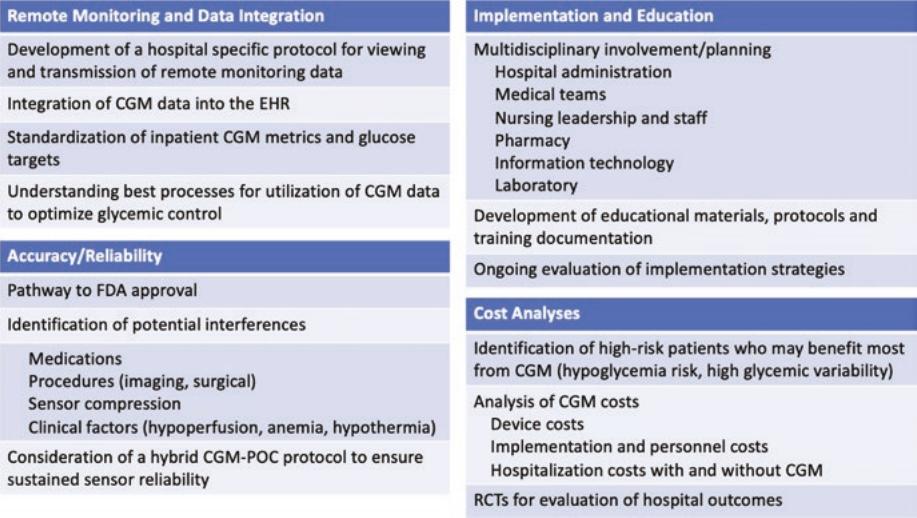 Remote Monitoring and Data Integration
Development of a hospital specific protocol for viewing
and transmission of remote monitoring data
Integration of CGM data into the EHR
Standardization of inpatient CGM metrics and glucose
targets
Understanding best processes for utilization of CGM data
to optimize glycemic control
Accuracy/Reliability
Pathway to FDA approval
Identification of potential interferences
Medications
Procedures (imaging, surgical)
Sensor compression
Clinical factors (hypoperfusion, anemia, hypothermia)
Consideration of a hybrid CGM-POC protocol to ensure
sustained sensor reliability
Implementation and Education
Multidisciplinary involvement/planning
Hospital administration
Medical teams
Nursing leadership and staff
Pharmacy
Information technology
Laboratory
Development of educational materials, protocols and
training documentation
Ongoing evaluation of implementation strategies
Cost Analyses
Identification of high-risk patients who may benefit most
from CGM (hypoglycemia risk, high glycemic variability)
Analysis of CGM costs
Device costs
Implementation and personnel costs
Hospitalization costs with and without CGM
RCTs for evaluation of hospital outcomes